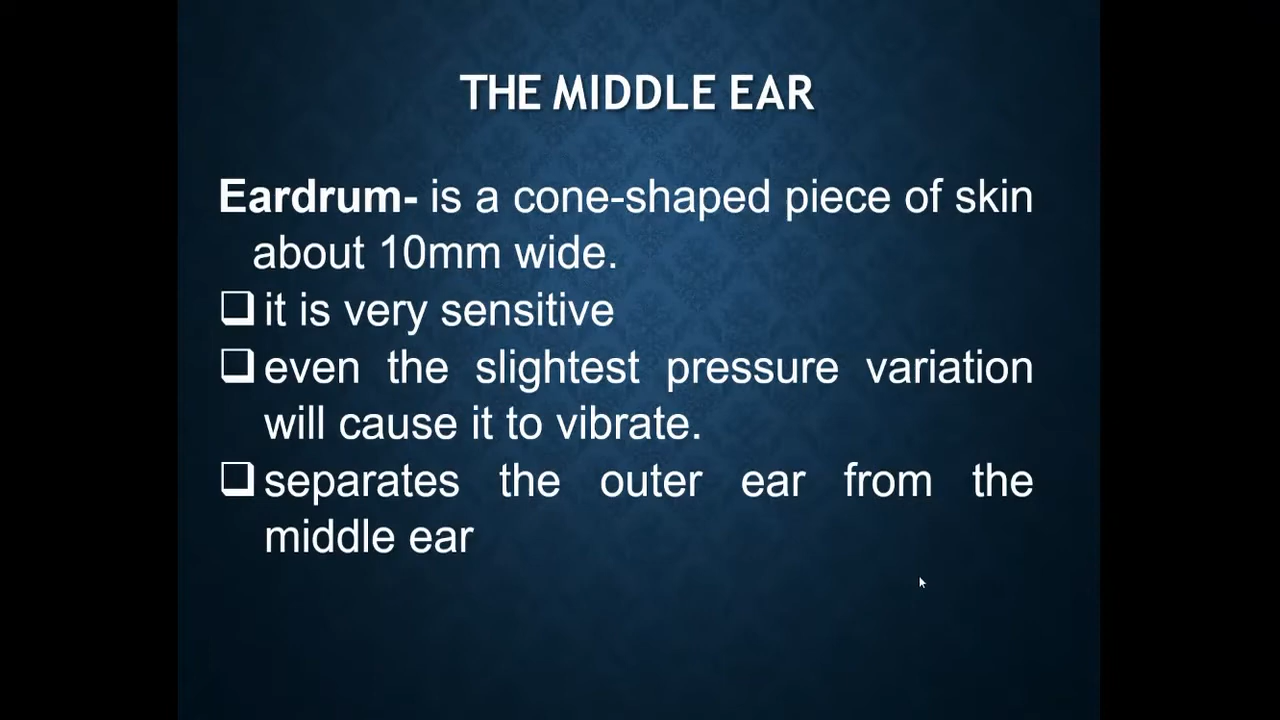 THE MIDDLE EAR
Eardrum- is a cone-shaped piece of skin
about 10mm wide.
❑ it is very sensitive
❑ even the slightest pressure variation
will cause it to vibrate.
❑ separates the outer ear from the
middle ear